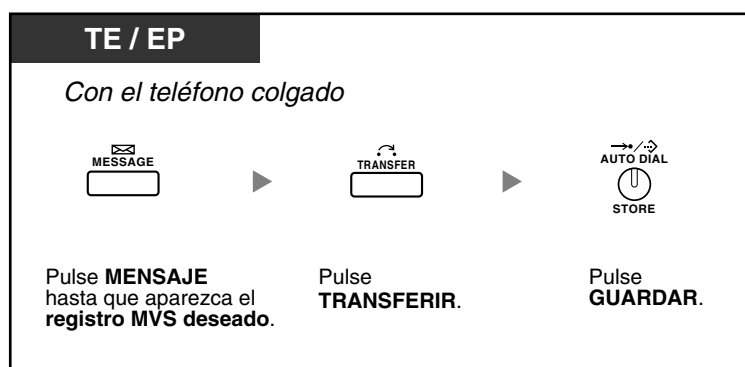 TE / EP
Con el teléfono colgado
MESSAGE
TRANSFER
AUTO DIAL
STORE
Pulse MENSAJE
hasta que aparezca el
registro MVS deseado.
Pulse
TRANSFERIR.
Pulse
GUARDAR.